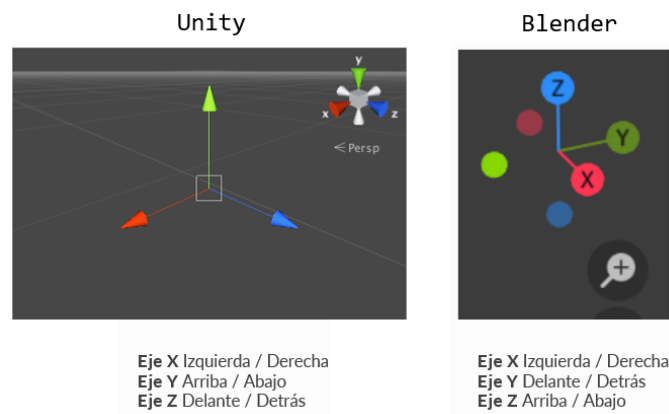 Unity
Blender
y
x
z
Persp
Z
Y
X
Eje X Izquierda / Derecha
Eje Y Arriba / Abajo
Eje Z Delante / Detrás
Eje X Izquierda / Derecha
Eje Y Delante / Detrás
Eje Z Arriba / Abajo